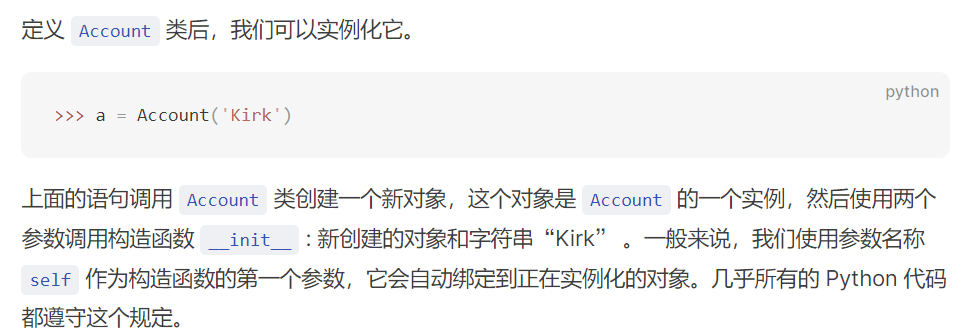 定义 Account 类后，我们可以实例化它。
python
>>> a = Account('Kirk')
上面的语句调用 Account 类创建一个新对象，这个对象是 Account 的一个实例，然后使用两个
参数调用构造函数 __init__ : 新创建的对象和字符串“Kirk” 。一般来说，我们使用参数名称
self 作为构造函数的第一个参数，它会自动绑定到正在实例化的对象。几乎所有的 Python 代码
都遵守这个规定。